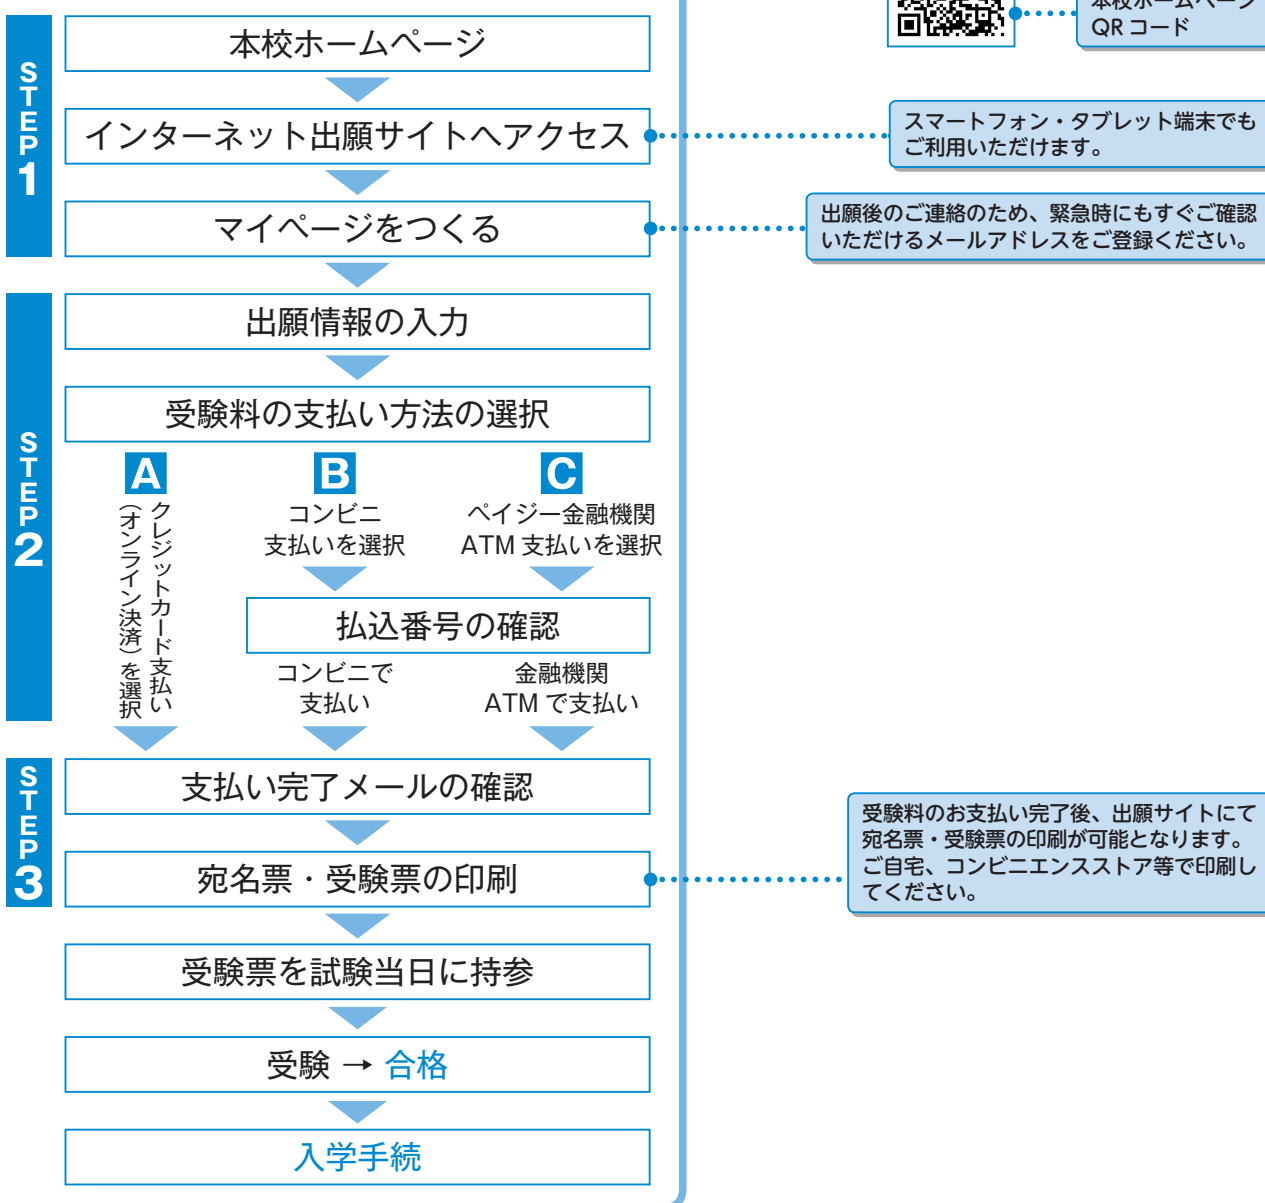 本校ホームページ
QR コード
STEP1
本校ホームページ
インターネット出願サイトへアクセス
スマートフォン・タブレット端末でも
ご利用いただけます。
マイページをつくる
出願後のご連絡のため、緊急時にもすぐご確認
いただけるメールアドレスをご登録ください。
STEP2
出願情報の入力
受験料の支払い方法の選択
A
クレジットカード支払い
（オンライン決済）を選択
B
コンビニ
支払いを選択
C
ペイジー金融機関
ATM 支払いを選択
払込番号の確認
コンビニで
支払い
金融機関
ATM で支払い
STEP3
支払い完了メールの確認
宛名票・受験票の印刷
受験料のお支払い完了後、出願サイトにて
宛名票・受験票の印刷が可能となります。
ご自宅、コンビニエンスストア等で印刷し
てください。
受験票を試験当日に持参
受験 → 合格
入学手続